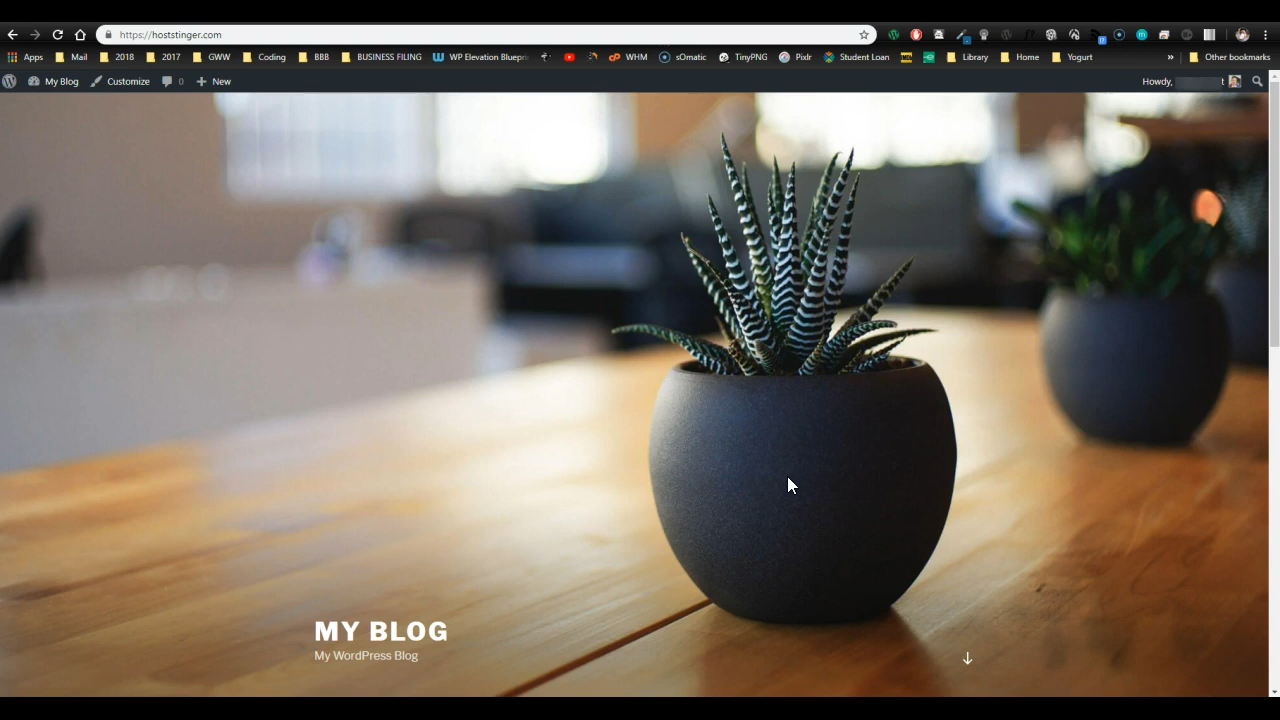 https://hoststinger.com
Apps Mail 2018 2017 GWW Coding BBB BUSINESS FILING WP Elevation Blueprin WHM sOmatic TinyPNG Pixlr Student Loan Library Home Yogurt » Other bookmarks
My Blog Customize 0 New Howdy, t
MY BLOG
My WordPress Blog